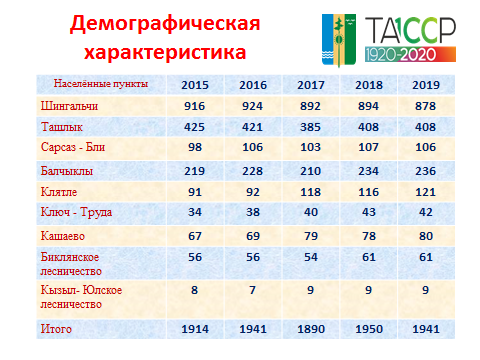 Демографическая
характеристика
ТА1ССР
1920-2020
Населённые пункты 2015 2016 2017 2018 2019
Шингальчи 916 924 892 894 878
Ташлык 425 421 385 408 408
Сарсаз - Бли 98 106 103 107 106
Балчыклы 219 228 210 234 236
Клятле 91 92 118 116 121
Ключ - Труда 34 38 40 43 42
Кашаево 67 69 79 78 80
Биклянское
лесничество 56 56 54 61 61
Кызыл- Юлское
лесничество 8 7 9 9 9
Итого 1914 1941 1890 1950 1941